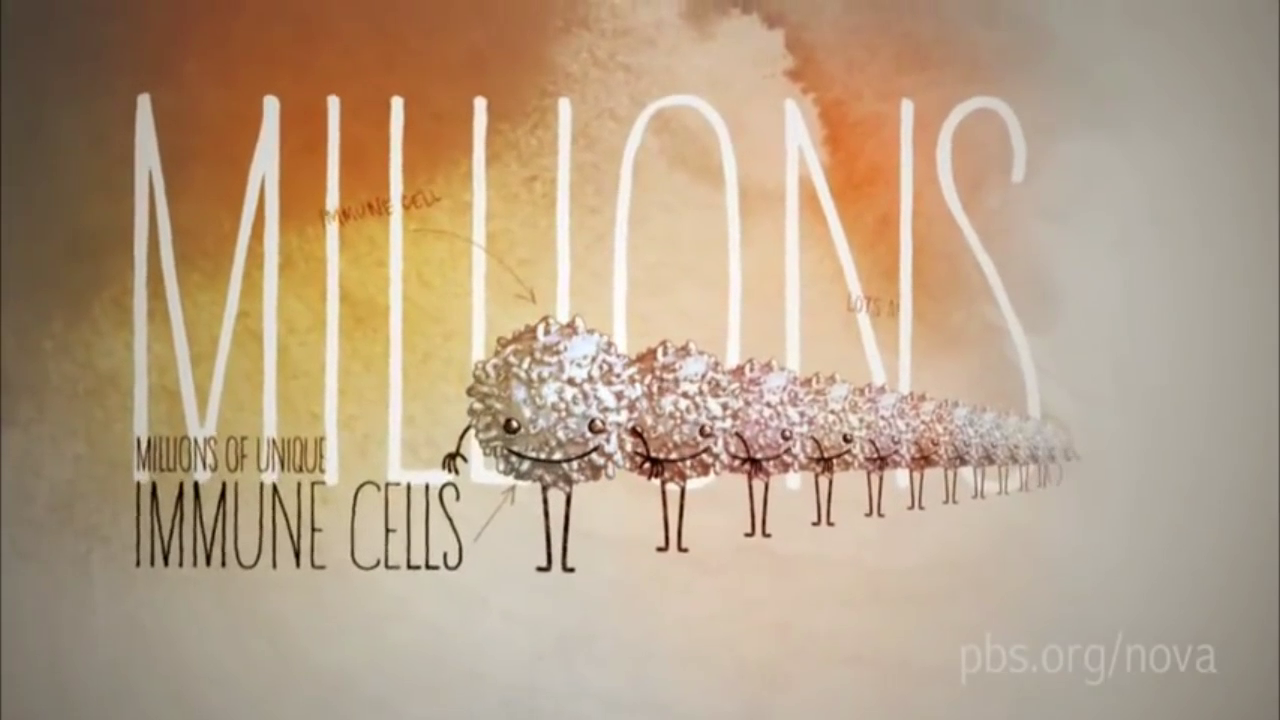 MILLIONS
IMMUNE CELL
LOTS
MILLIONS OF UNIQUE
IMMUNE CELLS
pbs.org/nova